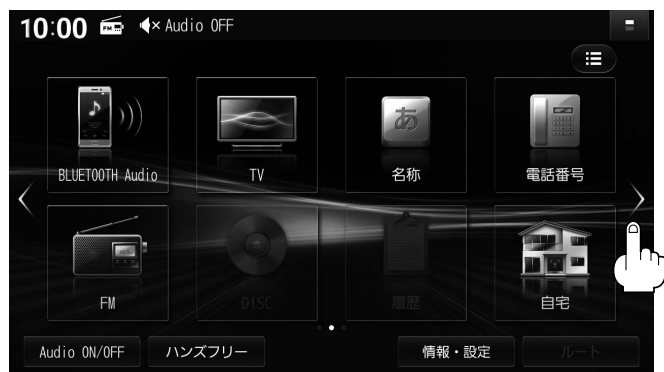 10:00 FM Audio OFF
BLUETOOTH Audio
TV
あ
名称
電話番号
FM
DISC
履歴
自宅
Audio ON/OFF
ハンズフリー
情報・設定
ルート